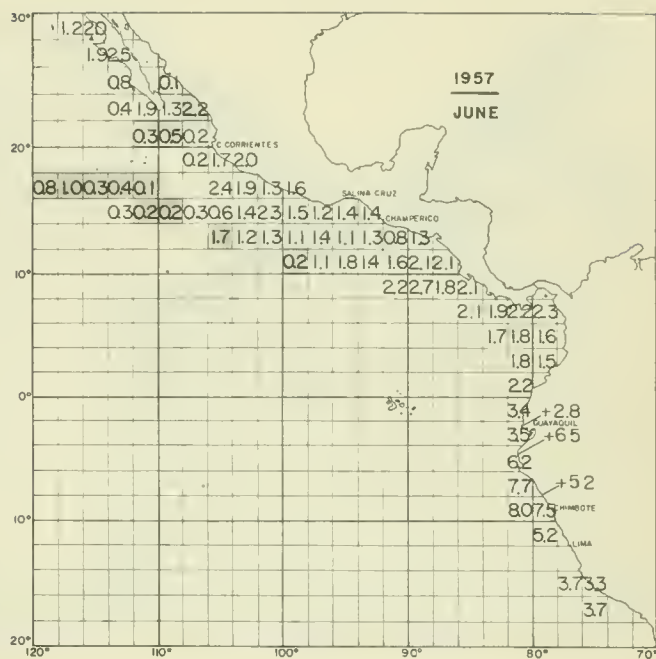 30°
1.2 2.0
1957
1.9 2.5
0.8 0.1
JUNE
0.4 1.9 1.3 2.2
0.3 0.5 0.2
C. CORRIENTES
20°
0.2 1.7 2.0
0.8 1.0 0.3 0.4 0.1 2.4 1.9 1.3 1.6
SALINA CRUZ
0.3 0.2 0.2 0.3 0.6 1.4 2.3 1.5 1.2 1.4 1.4
CHAMPERICO
1.7 1.2 1.3 1.1 1.4 1.1 1.3 0.8 1.3
0.2 1.1 1.8 1.4 1.6 2.1 2.1
10°
2.2 2.7 1.8 2.1
2.1 1.9 2.2 2.3
1.7 1.8 1.6
1.8 1.5
2.2
0°
3.4 +2.8
GUAYAQUIL
3.5 +6.5
6.2
7.7 +5.2
8.0 7.5 CHIMBOTE
10°
5.2
LIMA
3.7 3.3
3.7
20°
120° 110° 100° 90° 80° 70°